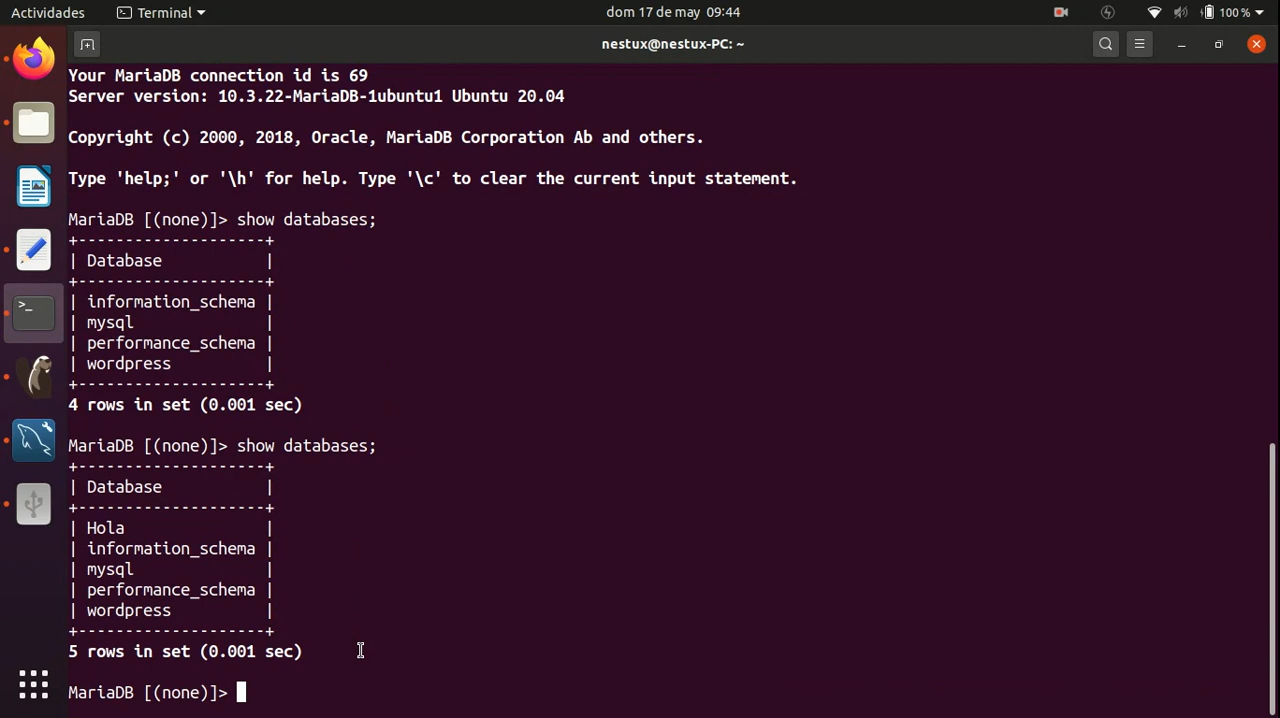 Actividades Terminal dom 17 de may 09:44 100 %
nestux@nestux-PC: ~
Your MariaDB connection id is 69
Server version: 10.3.22-MariaDB-1ubuntu1 Ubuntu 20.04
Copyright (c) 2000, 2018, Oracle, MariaDB Corporation Ab and others.
Type 'help;' or '\h' for help. Type '\c' to clear the current input statement.
MariaDB [(none)]> show databases;
+--------------------+
| Database           |
+--------------------+
| information_schema |
| mysql              |
| performance_schema |
| wordpress          |
+--------------------+
4 rows in set (0.001 sec)
MariaDB [(none)]> show databases;
+--------------------+
| Database           |
+--------------------+
| Hola               |
| information_schema |
| mysql              |
| performance_schema |
| wordpress          |
+--------------------+
5 rows in set (0.001 sec)
MariaDB [(none)]>